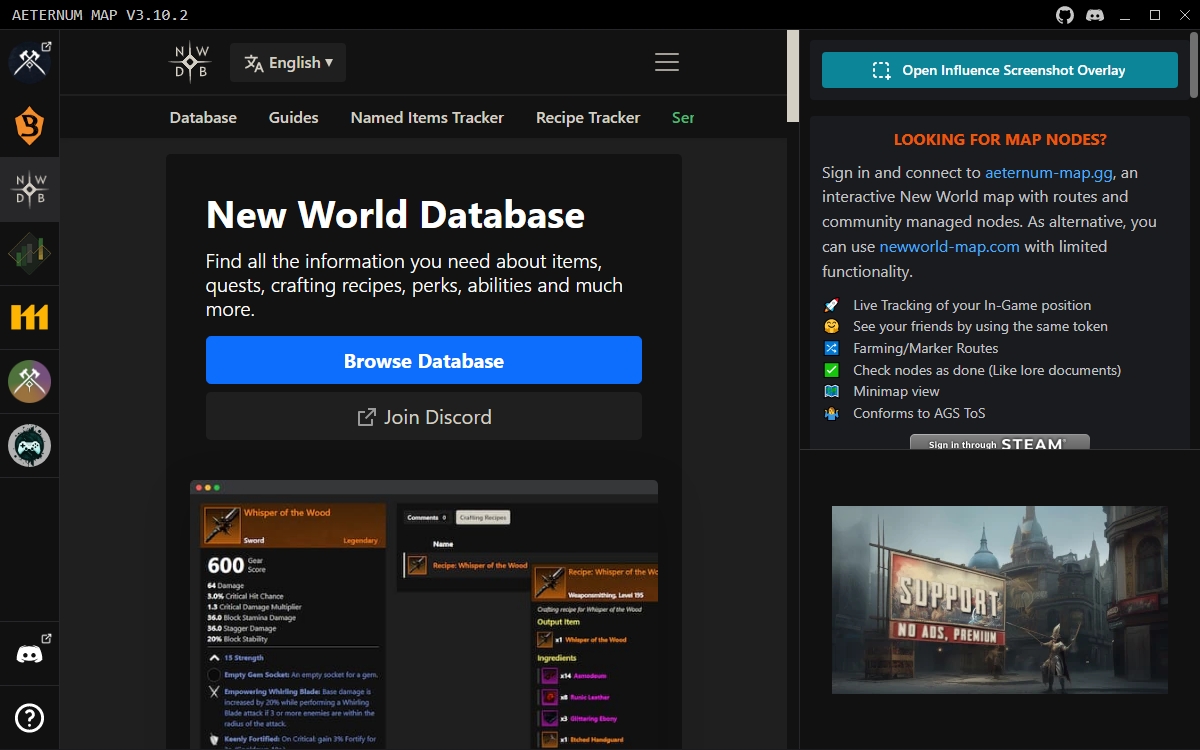 AETERNUM MAP V3.10.2
N W
D B
English ▾
Database
Guides
Named Items Tracker
Recipe Tracker
Ser
New World Database
Find all the information you need about items,
quests, crafting recipes, perks, abilities and much
more.
Browse Database
Join Discord
Whisper of the Wood
Sword
Legendary
600 Gear
Score
64 Damage
3.0% Critical Hit Chance
1.3 Critical Damage Multiplier
36.0 Block Stamina Damage
36.0 Stagger Damage
20% Block Stability
15 Strength
Empty Gem Socket: An empty socket for a gem.
Empowering Whirling Blade: Base damage is
increased by 20% while performing a Whirling
Blade attack if 3 or more enemies are within the
radius of the attack.
Keenly Fortified: On Critical: gain 3% Fortify for
Comments 0
Crafting Recipes
Name
Recipe: Whisper of the Wood
Recipe: Whisper of the Wo
Weaponsmithing, Level 195
Crafting recipe for Whisper of the Wood
Output Item
x1 Whisper of the Wood
Ingredients
x14 Asmodeum
x8 Runic Leather
x3 Glittering Ebony
x1 Etched Handguard
N W
D B
Open Influence Screenshot Overlay
LOOKING FOR MAP NODES?
Sign in and connect to aeternum-map.gg, an
interactive New World map with routes and
community managed nodes. As alternative, you
can use newworld-map.com with limited
functionality.
Live Tracking of your In-Game position
See your friends by using the same token
Farming/Marker Routes
Check nodes as done (Like lore documents)
Minimap view
Conforms to AGS ToS
Sign in through STEAM®
SUPPORT
NO ADS, PREMIUM